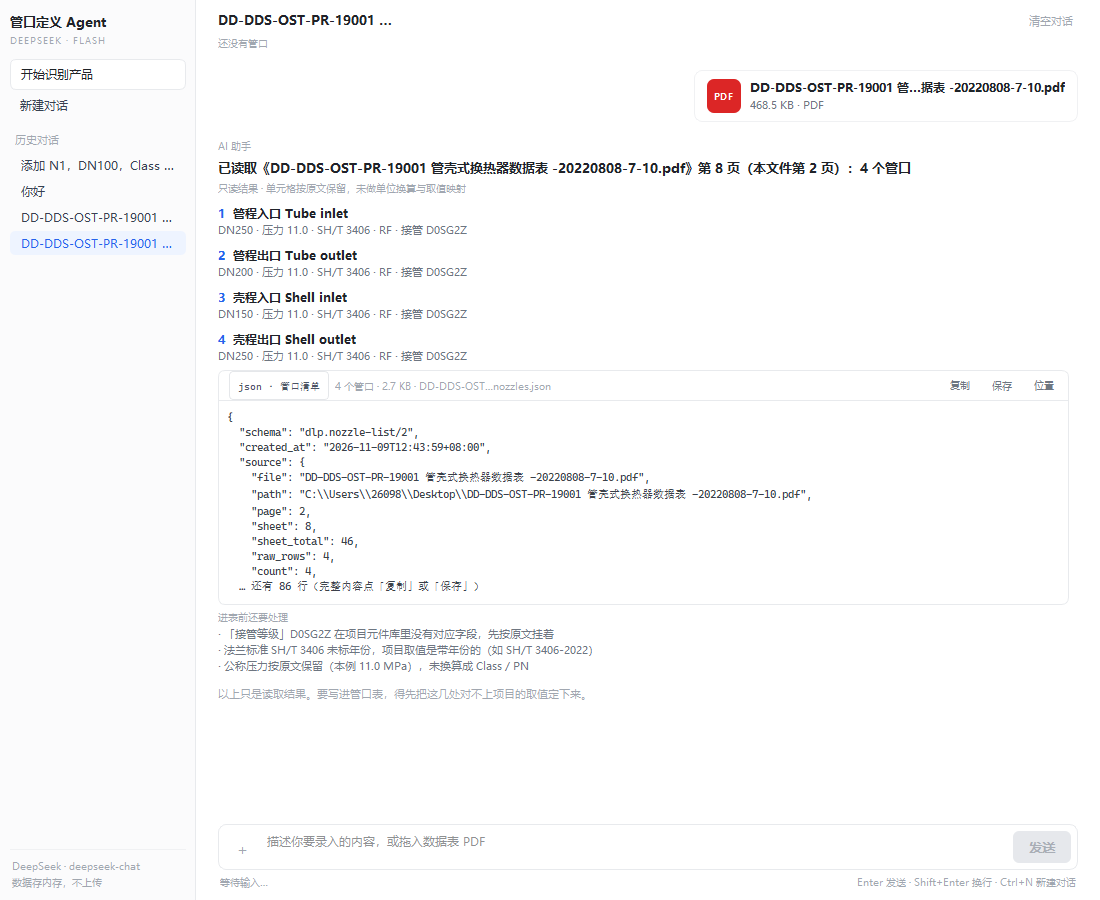 管口定义 Agent
DEEPSEEK · FLASH
开始识别产品
新建对话
历史对话
添加 N1，DN100，Class ...
你好
DD-DDS-OST-PR-19001 ...
DD-DDS-OST-PR-19001 ...
DeepSeek · deepseek-chat
数据存内存，不上传
DD-DDS-OST-PR-19001 ...
还没有管口
清空对话
PDF
DD-DDS-OST-PR-19001 管...据表 -20220808-7-10.pdf
468.5 KB · PDF
AI 助手
已读取《DD-DDS-OST-PR-19001 管壳式换热器数据表 -20220808-7-10.pdf》第 8 页（本文件第 2 页）：4 个管口
只读结果 · 单元格按原文保留，未做单位换算与取值映射
1 管程入口 Tube inlet
DN250 · 压力 11.0 · SH/T 3406 · RF · 接管 D0SG2Z
2 管程出口 Tube outlet
DN200 · 压力 11.0 · SH/T 3406 · RF · 接管 D0SG2Z
3 壳程入口 Shell inlet
DN150 · 压力 11.0 · SH/T 3406 · RF · 接管 D0SG2Z
4 壳程出口 Shell outlet
DN250 · 压力 11.0 · SH/T 3406 · RF · 接管 D0SG2Z
json · 管口清单
4 个管口 · 2.7 KB · DD-DDS-OST...nozzles.json
复制
保存
位置
{
"schema": "dlp.nozzle-list/2",
"created_at": "2026-11-09T12:43:59+08:00",
"source": {
"file": "DD-DDS-OST-PR-19001 管壳式换热器数据表 -20220808-7-10.pdf",
"path": "C:\\Users\\26098\\Desktop\\DD-DDS-OST-PR-19001 管壳式换热器数据表 -20220808-7-10.pdf",
"page": 2,
"sheet": 8,
"sheet_total": 46,
"raw_rows": 4,
"count": 4,
… 还有 86 行（完整内容点「复制」或「保存」）
进表前还要处理
· 「接管等级」D0SG2Z 在项目元件库里没有对应字段，先按原文挂着
· 法兰标准 SH/T 3406 未标年份，项目取值是带年份的（如 SH/T 3406-2022）
· 公称压力按原文保留（本例 11.0 MPa），未换算成 Class / PN
以上只是读取结果。要写进管口表，得先把这几处对不上项目的取值定下来。
+
描述你要录入的内容，或拖入数据表 PDF
发送
等待输入...
Enter 发送 · Shift+Enter 换行 · Ctrl+N 新建对话